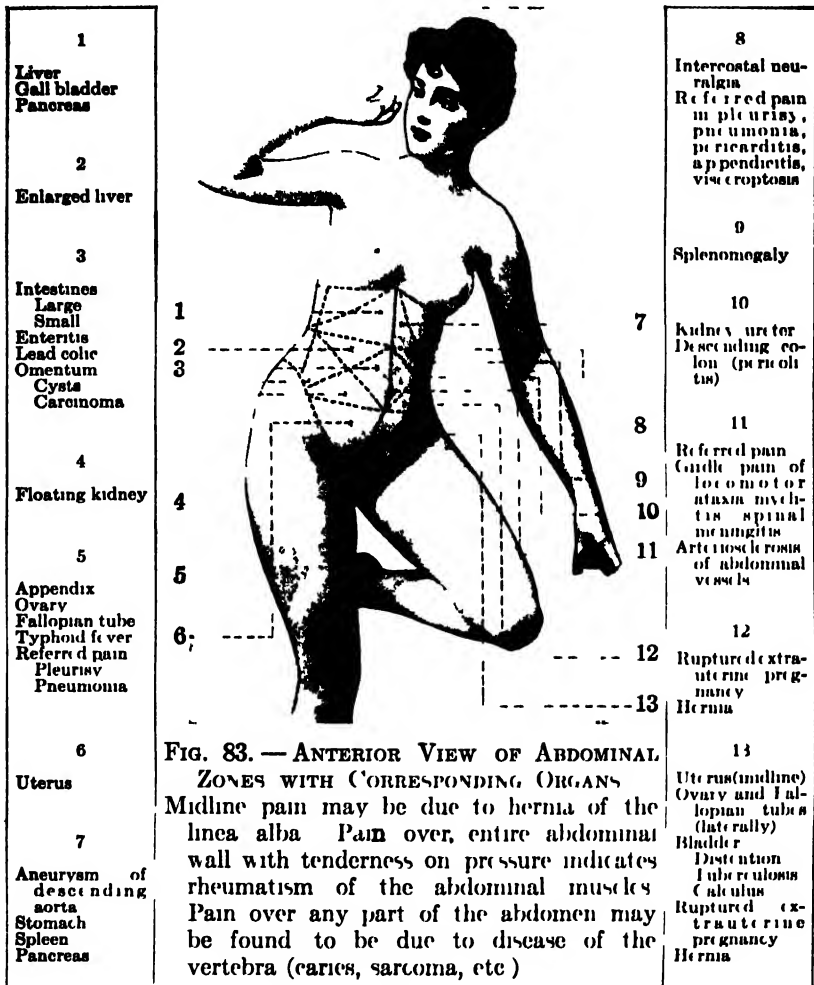 1
Liver
Gall bladder
Pancreas
2
Enlarged liver
3
Intestines
Large
Small
Enteritis
Lead colic
Omentum
Cysts
Carcinoma
4
Floating kidney
5
Appendix
Ovary
Fallopian tube
Typhoid fever
Referred pain
Pleurisy
Pneumonia
6
Uterus
7
Aneurysm of
descending
aorta
Stomach
Spleen
Pancreas
1
2
3
4
5
6
7
8
9
10
11
12
13
FIG. 83. — ANTERIOR VIEW OF ABDOMINAL
ZONES WITH CORRESPONDING ORGANS
Midline pain may be due to hernia of the
linea alba Pain over, entire abdominal
wall with tenderness on pressure indicates
rheumatism of the abdominal muscles
Pain over any part of the abdomen may
be found to be due to disease of the
vertebra (caries, sarcoma, etc )
8
Intercostal neu-
ralgia
Referred pain
in pleurisy,
pneumonia,
pericarditis,
appendicitis,
visceroptosis
9
Splenomegaly
10
Kidney ureter
Descending co-
lon (pericoli
tis)
11
Referred pain
Girdle pain of
locomotor
ataxia myeli-
tis spinal
meningitis
Arteriosclerosis
of abdominal
vessels
12
Ruptured extra-
uterine preg-
nancy
Hernia
13
Uterus (midline)
Ovary and Fal-
lopian tubes
(laterally)
Bladder
Distention
Tuberculosis
Calculus
Ruptured ex-
trauterine
pregnancy
Hernia